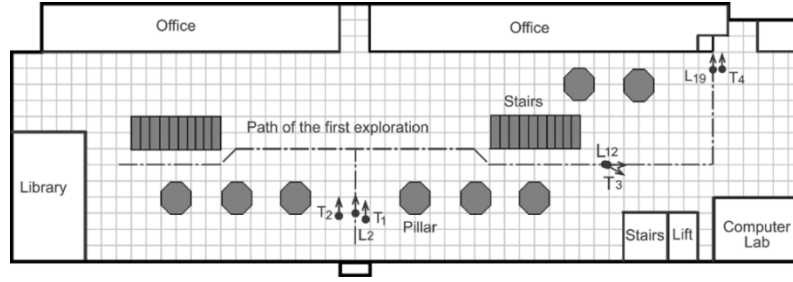 Office
Office
L19
T4
Stairs
Path of the first exploration
L12
T3
Library
T2
T1
L2
Pillar
Stairs
Lift
Computer
Lab